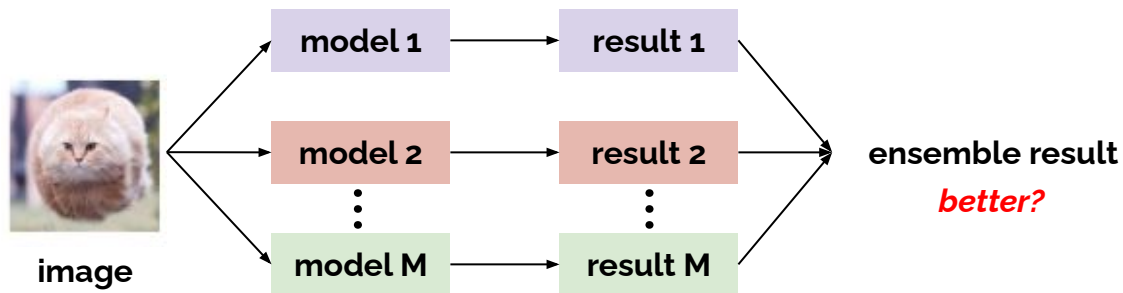 model 1
result 1
model 2
result 2
ensemble result
better?
model M
result M
image